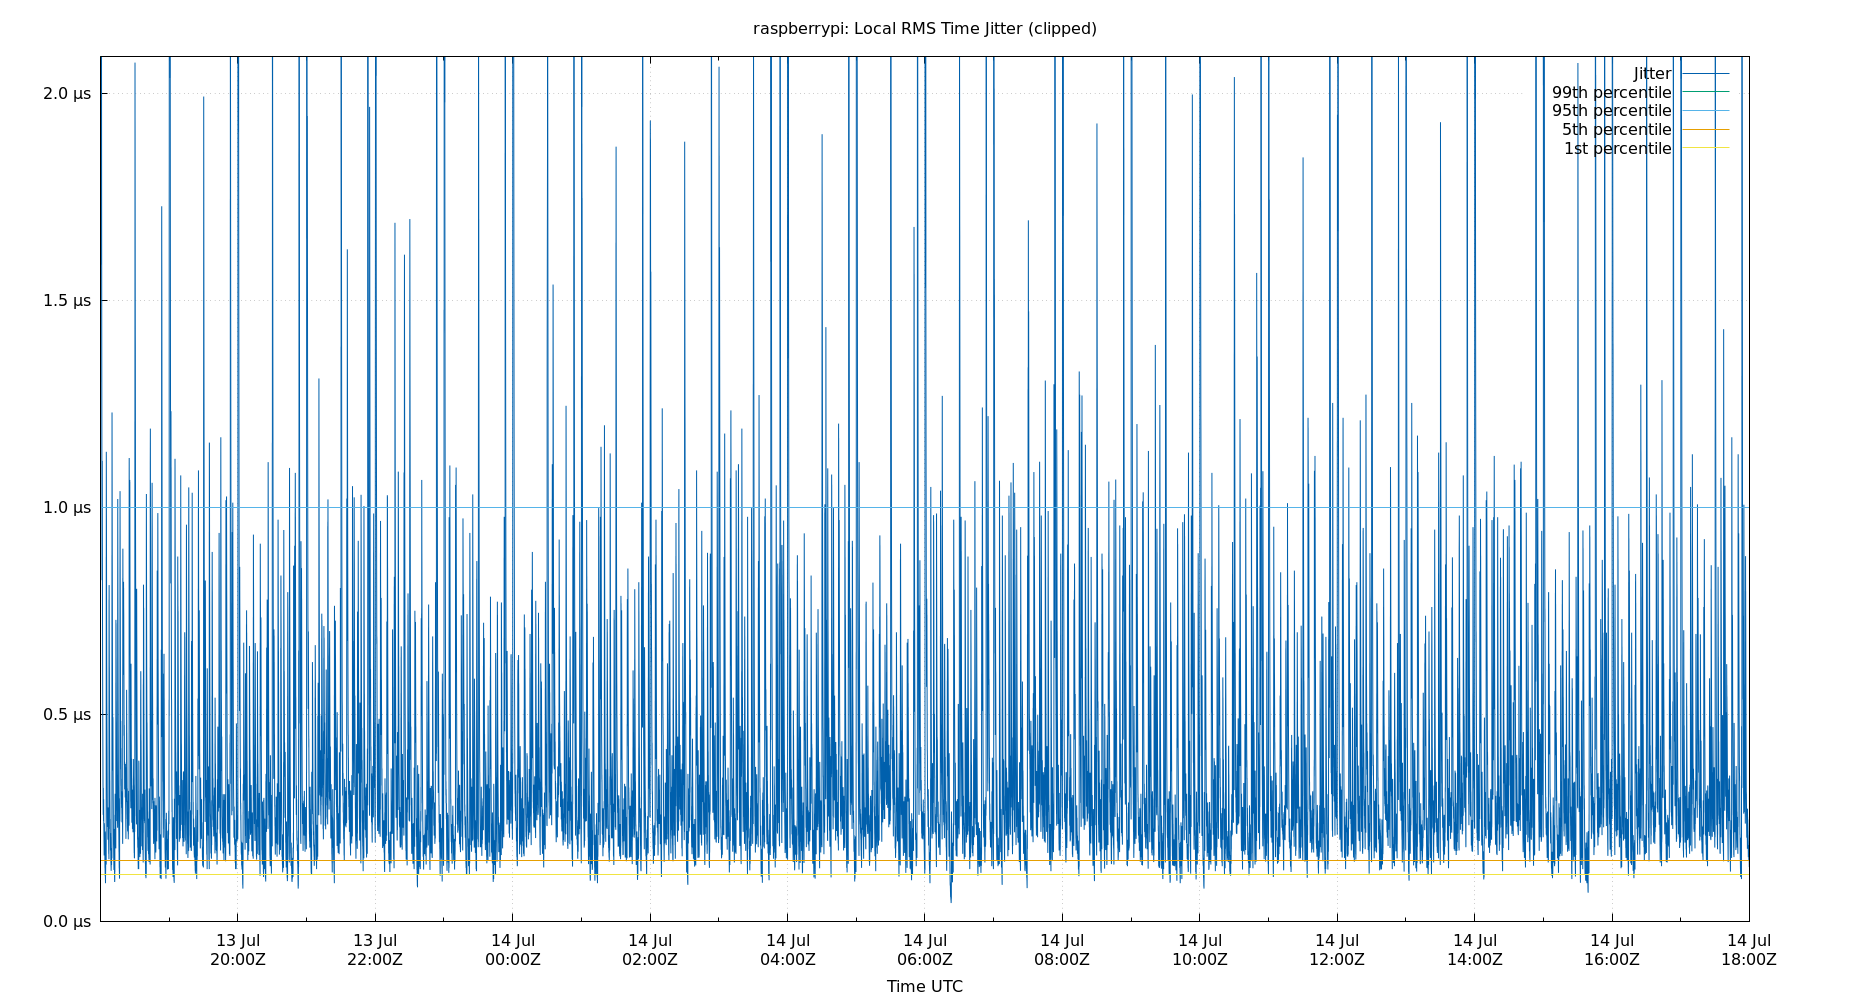 raspberrypi: Local RMS Time Jitter (clipped)
Jitter
99th percentile
95th percentile
5th percentile
1st percentile
2.0 µs
1.5 µs
1.0 µs
0.5 µs
0.0 µs
13 Jul 13 Jul 14 Jul 14 Jul 14 Jul 14 Jul 14 Jul 14 Jul 14 Jul 14 Jul 14 Jul 14 Jul
20:00Z 22:00Z 00:00Z 02:00Z 04:00Z 06:00Z 08:00Z 10:00Z 12:00Z 14:00Z 16:00Z 18:00Z
Time UTC